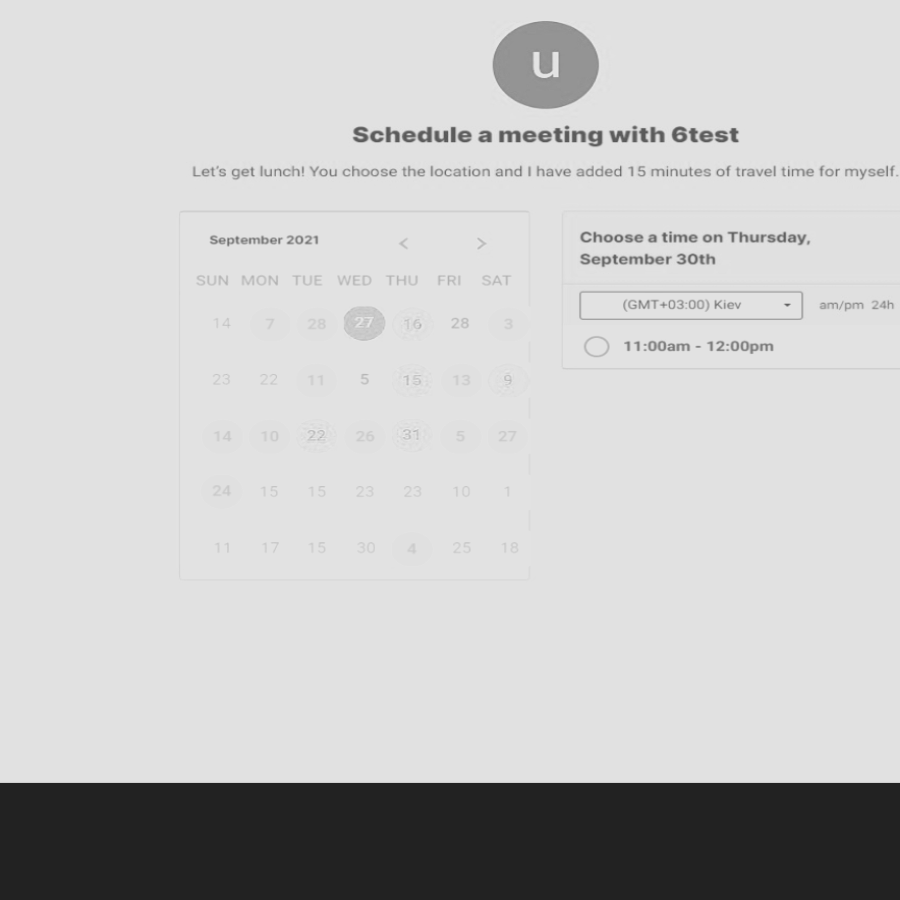 u
Schedule a meeting with 6test
Let's get lunch! You choose the location and I have added 15 minutes of travel time for myself.
September 2021 < >
SUN MON TUE WED THU FRI SAT
14 7 28 27 16 28 3
23 22 11 5 15 13 9
14 10 22 26 31 5 27
24 15 15 23 23 10 1
11 17 15 30 4 25 18
Choose a time on Thursday,
September 30th
(GMT+03:00) Kiev am/pm 24h
11:00am - 12:00pm